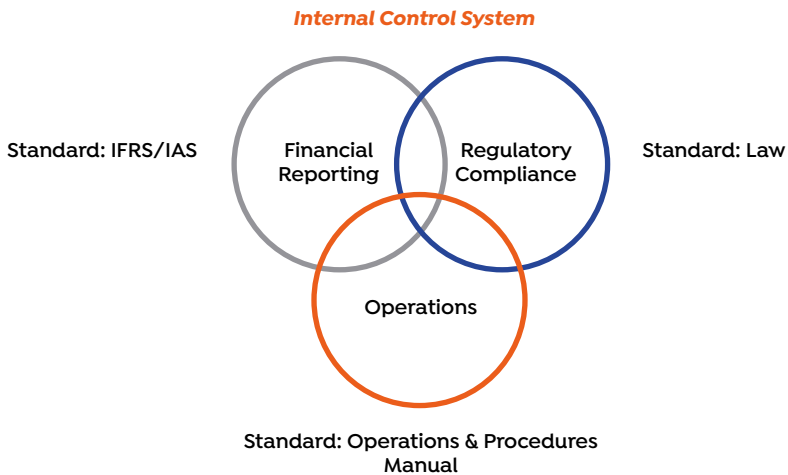 Internal Control System
Standard: IFRS/IAS
Financial
Reporting
Regulatory
Compliance
Standard: Law
Operations
Standard: Operations & Procedures
Manual